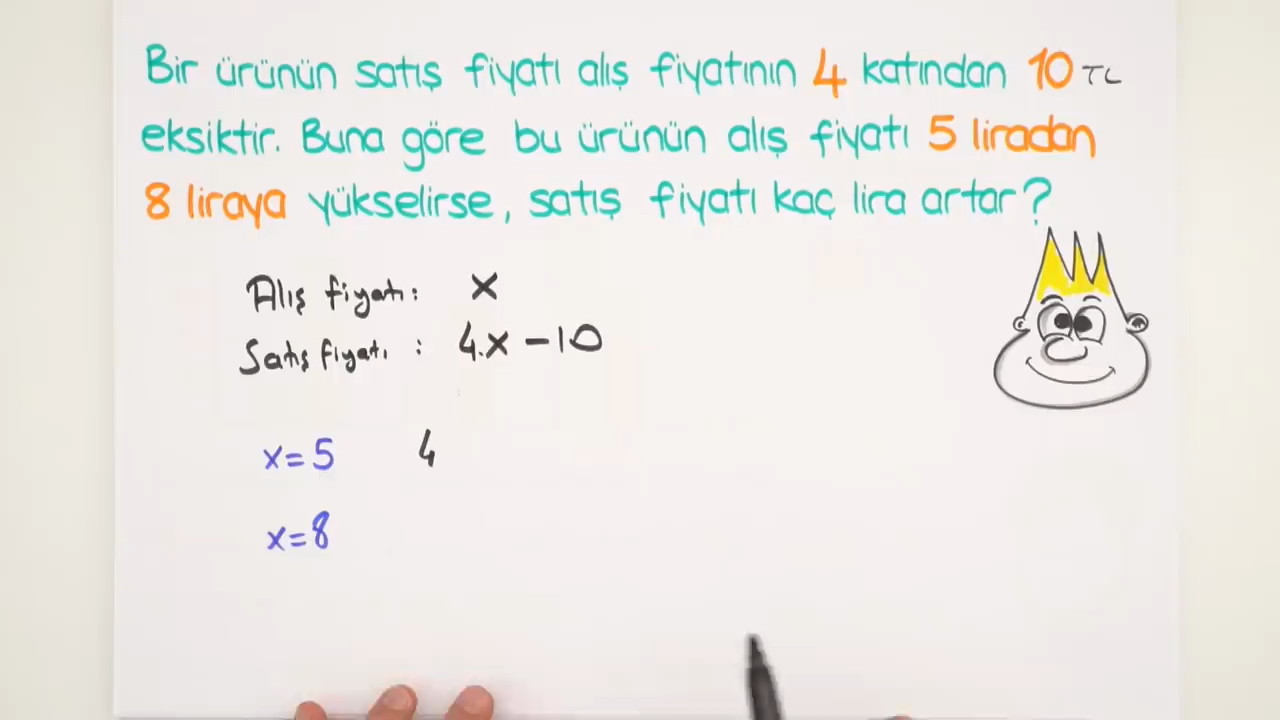 Bir ürünün satış fiyatı alış fiyatının 4 katından 10 TL
eksiktir. Buna göre bu ürünün alış fiyatı 5 liradan
8 liraya yükselirse, satış fiyatı kaç lira artar?
Alış fiyatı: x
Satış fiyatı : 4.x - 10
x=5 4
x=8